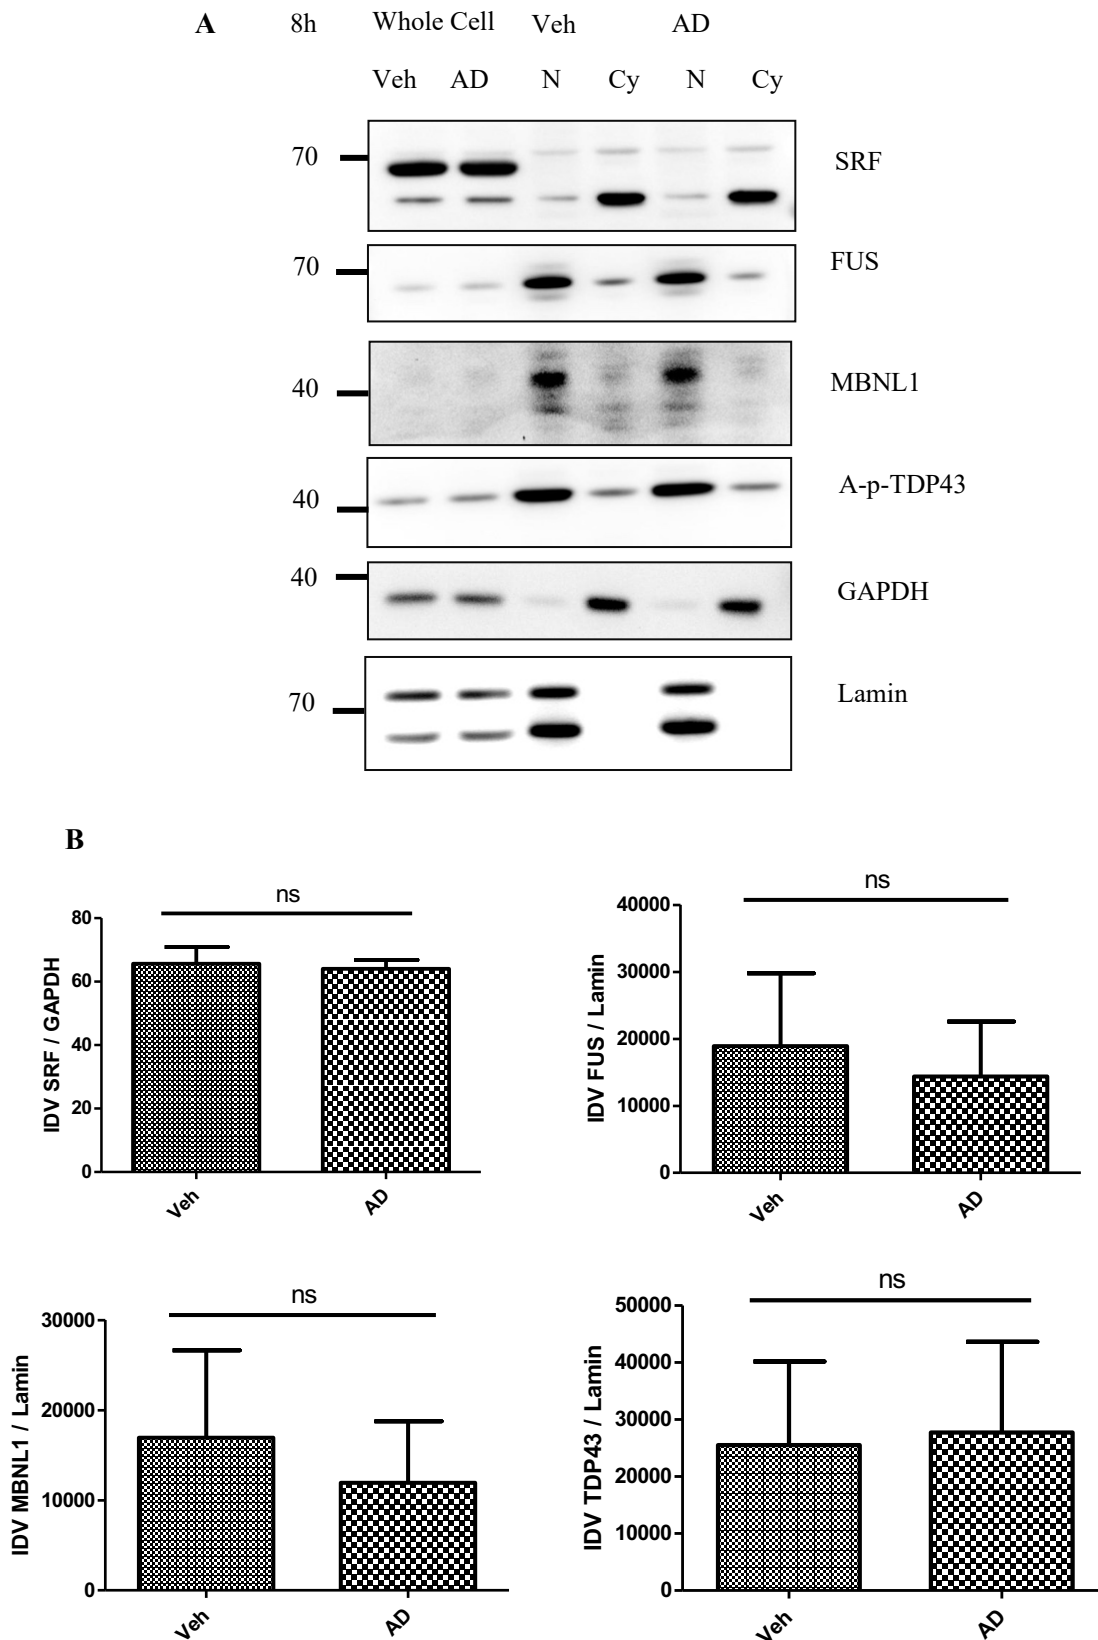 A 8h Whole Cell Veh AD
Veh AD N Cy N Cy
70 SRF
70 FUS
40 MBNL1
40 A-p-TDP43
40 GAPDH
70 Lamin
B
ns
80
60
40
20
0
IDV SRF / GAPDH
Veh AD
ns
40000
30000
20000
10000
0
IDV FUS / Lamin
Veh AD
ns
30000
20000
10000
0
IDV MBNL1 / Lamin
Veh AD
ns
50000
40000
30000
20000
10000
0
IDV TDP43 / Lamin
Veh AD